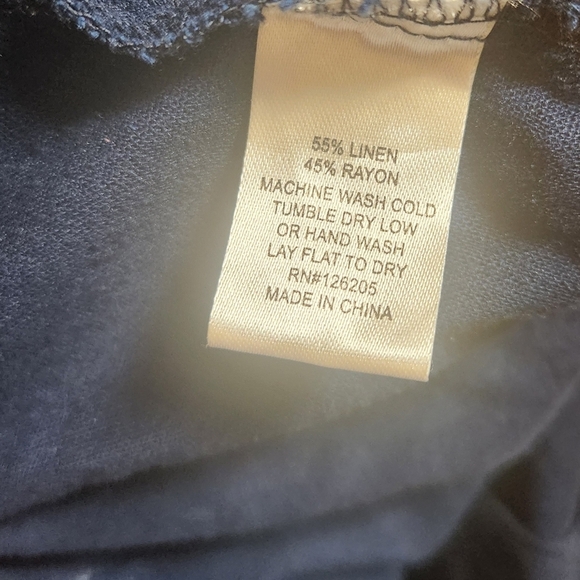 55% LINEN
45% RAYON
MACHINE WASH COLD
TUMBLE DRY LOW
OR HAND WASH
LAY FLAT TO DRY
RN#126205
MADE IN CHINA